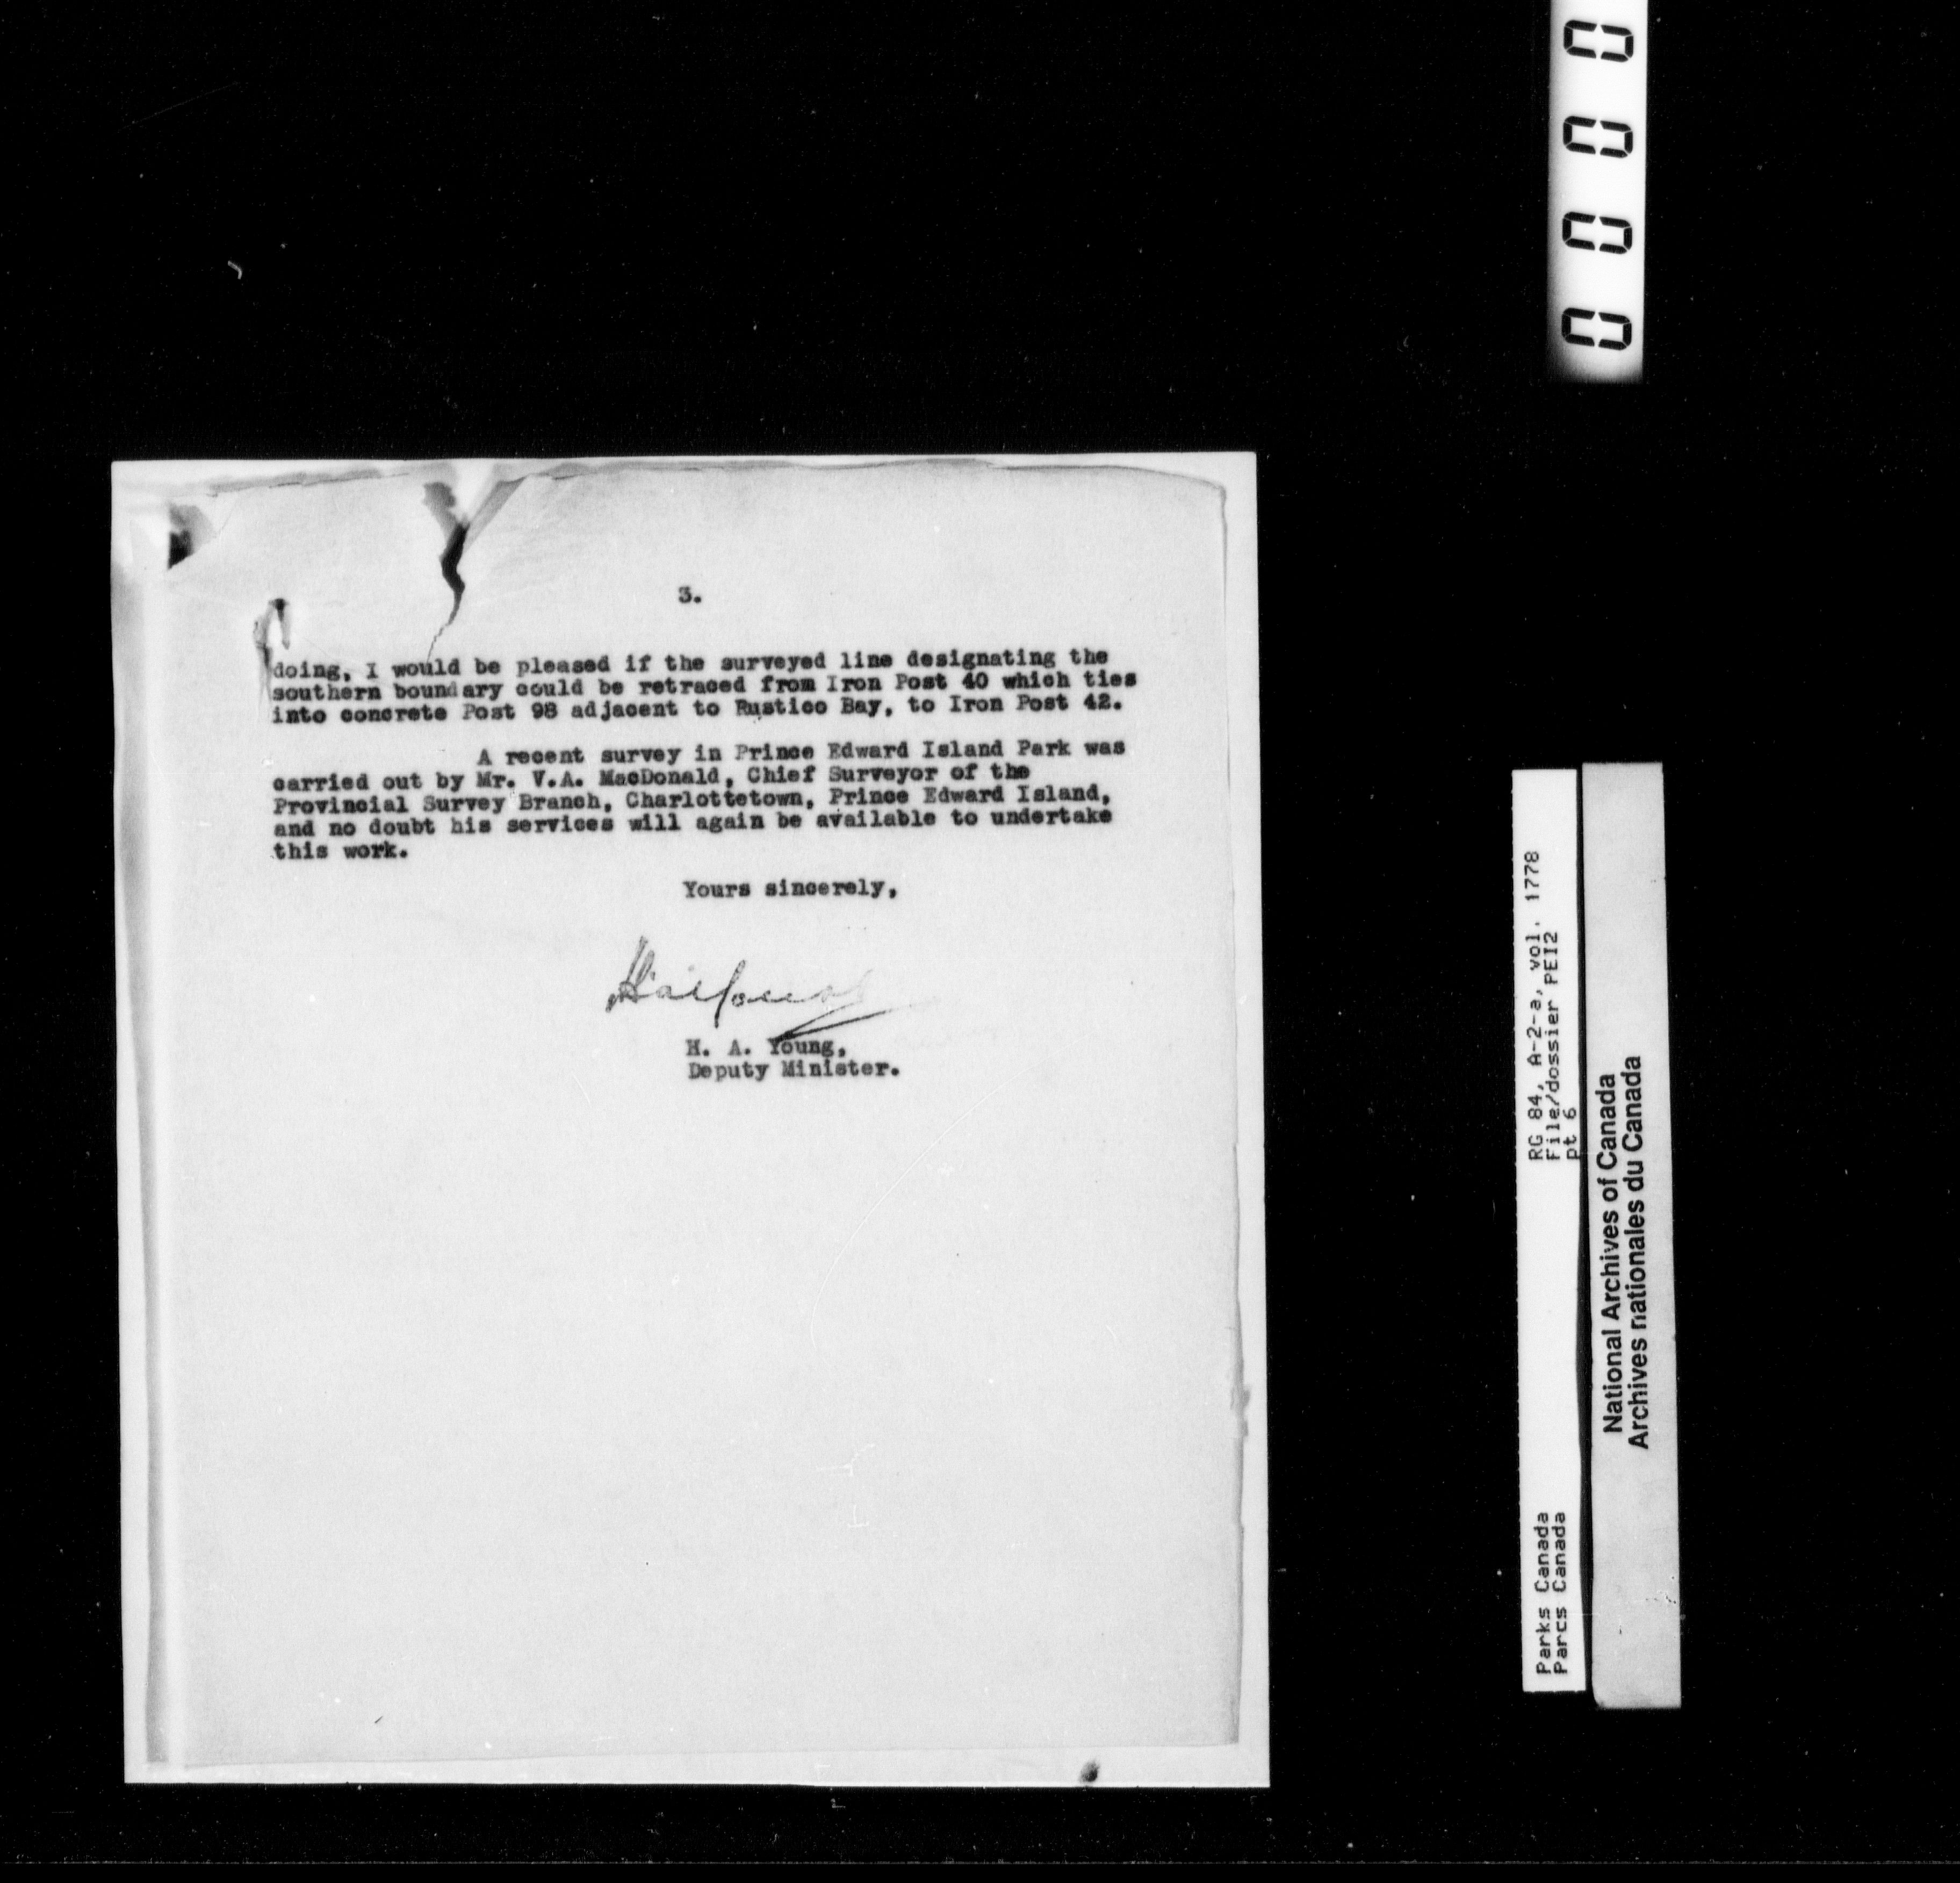 0000
3.
doing, I would be pleased if the surveyed line designating the
southern boundary could be retraced from Iron Post 40 which ties
into concrete Post 98 adjacent to Rustico Bay, to Iron Post 42.
A recent survey in Prince Edward Island Park was
carried out by Mr. V.A. MacDonald, Chief Surveyor of the
Provincial Survey Branch, Charlottetown, Prince Edward Island,
and no doubt his services will again be available to undertake
this work.
Yours sincerely,
H. A. Young,
Deputy Minister.
RG 84, A-2-a, vol. 1778
File/dossier PEI2
pt 6
Parks Canada
Parcs Canada
National Archives of Canada
Archives nationales du Canada